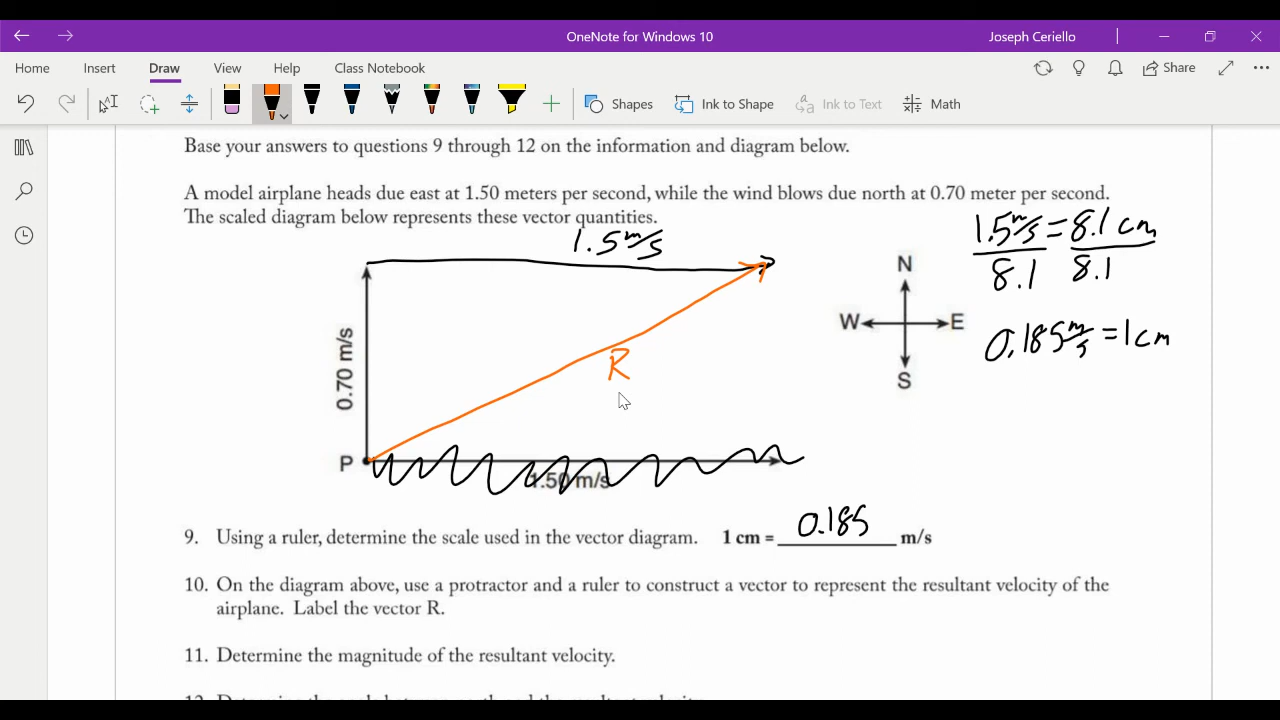 OneNote for Windows 10
Joseph Ceriello
Home Insert Draw View Help Class Notebook Share
Shapes Ink to Shape Ink to Text Math
Base your answers to questions 9 through 12 on the information and diagram below.
A model airplane heads due east at 1.50 meters per second, while the wind blows due north at 0.70 meter per second.
The scaled diagram below represents these vector quantities.
1.5 m/s
1.5 m/s = 8.1 cm
8.1 8.1
N
W E
S
0.185 m/s = 1 cm
0.70 m/s
R
P
1.50 m/s
9. Using a ruler, determine the scale used in the vector diagram. 1 cm = 0.185 m/s
10. On the diagram above, use a protractor and a ruler to construct a vector to represent the resultant velocity of the
airplane. Label the vector R.
11. Determine the magnitude of the resultant velocity.